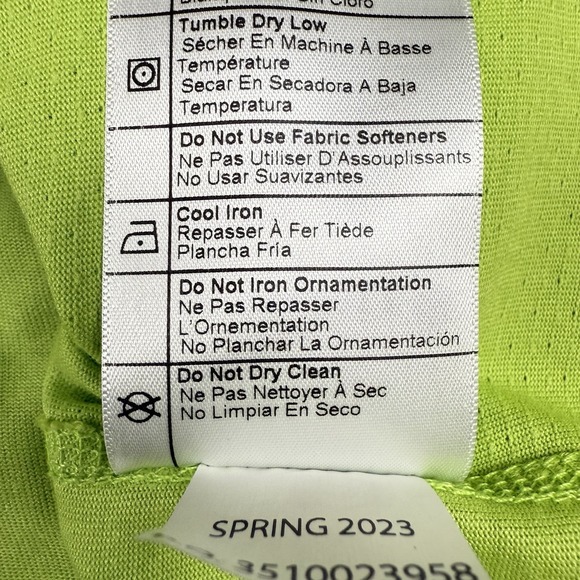 Sin Cloro
Tumble Dry Low
Sécher En Machine À Basse
Température
Secar En Secadora A Baja
Temperatura
Do Not Use Fabric Softeners
Ne Pas Utiliser D'Assouplissants
No Usar Suavizantes
Cool Iron
Repasser À Fer Tiède
Plancha Fría
Do Not Iron Ornamentation
Ne Pas Repasser
L'Ornementation
No Planchar La Ornamentación
Do Not Dry Clean
Ne Pas Nettoyer À Sec
No Limpiar En Seco
SPRING 2023
3510023958